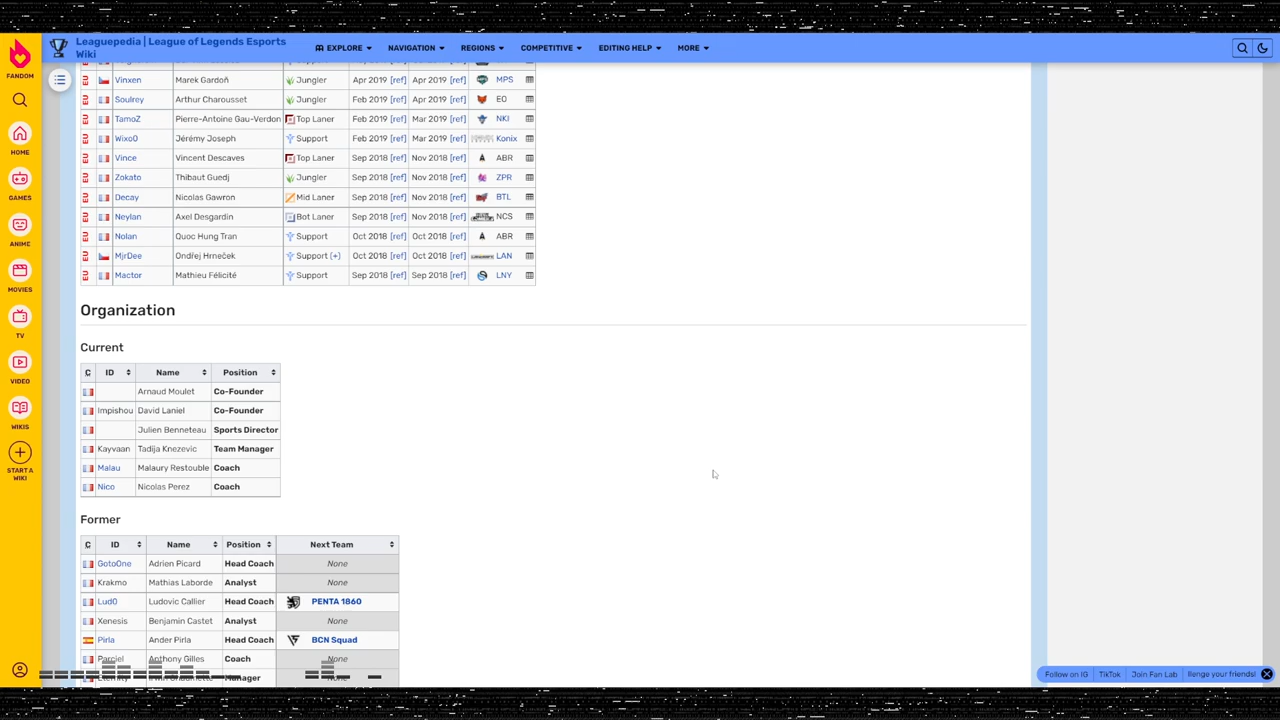 Leaguepedia | League of Legends Esports Wiki
EXPLORE NAVIGATION REGIONS COMPETITIVE EDITING HELP MORE
FANDOM
HOME
GAMES
ANIME
MOVIES
TV
VIDEO
WIKIS
START A WIKI
Vinxen Marek Gardoň Jungler Apr 2019 [ref] Apr 2019 [ref] MPS
Soulrey Arthur Charousset Jungler Feb 2019 [ref] Apr 2019 [ref] EO
TamoZ Pierre-Antoine Gau-Verdon Top Laner Feb 2019 [ref] Mar 2019 [ref] NKI
Wixo0 Jérémy Joseph Support Feb 2019 [ref] Mar 2019 [ref] Konix
Vince Vincent Descaves Top Laner Sep 2018 [ref] Nov 2018 [ref] ABR
Zokato Thibaut Guedj Jungler Sep 2018 [ref] Nov 2018 [ref] ZPR
Decay Nicolas Gawron Mid Laner Sep 2018 [ref] Nov 2018 [ref] BTL
Neylan Axel Desgardin Bot Laner Sep 2018 [ref] Nov 2018 [ref] NCS
Nolan Quoc Hung Tran Support Oct 2018 [ref] Oct 2018 [ref] ABR
MjrDee Ondřej Hrneček Support (+) Oct 2018 [ref] Oct 2018 [ref] LAN
Mactor Mathieu Félicité Support Sep 2018 [ref] Sep 2018 [ref] LNY
Organization
Current
C ID Name Position
Arnaud Moulet Co-Founder
Impishou David Laniel Co-Founder
Julien Benneteau Sports Director
Kayvaan Tadija Knezevic Team Manager
Malau Malaury Restouble Coach
Nico Nicolas Perez Coach
Former
C ID Name Position Next Team
GotoOne Adrien Picard Head Coach None
Krakmo Mathias Laborde Analyst None
Lud0 Ludovic Callier Head Coach PENTA 1860
Xenesis Benjamin Castet Analyst None
Pirla Ander Pirla Head Coach BCN Squad
Parciel Anthony Gilles Coach None
Follow on IG TikTok Join Fan Lab